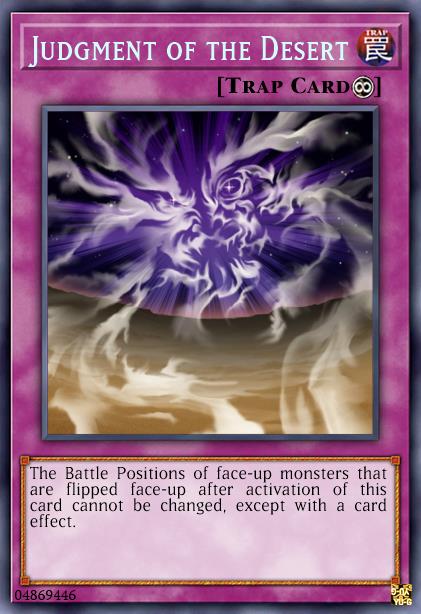 Judgment of the Desert
TRAP
罠
[Trap Card]
The Battle Positions of face-up monsters that
are flipped face-up after activation of this
card cannot be changed, except with a card
effect.
04869446